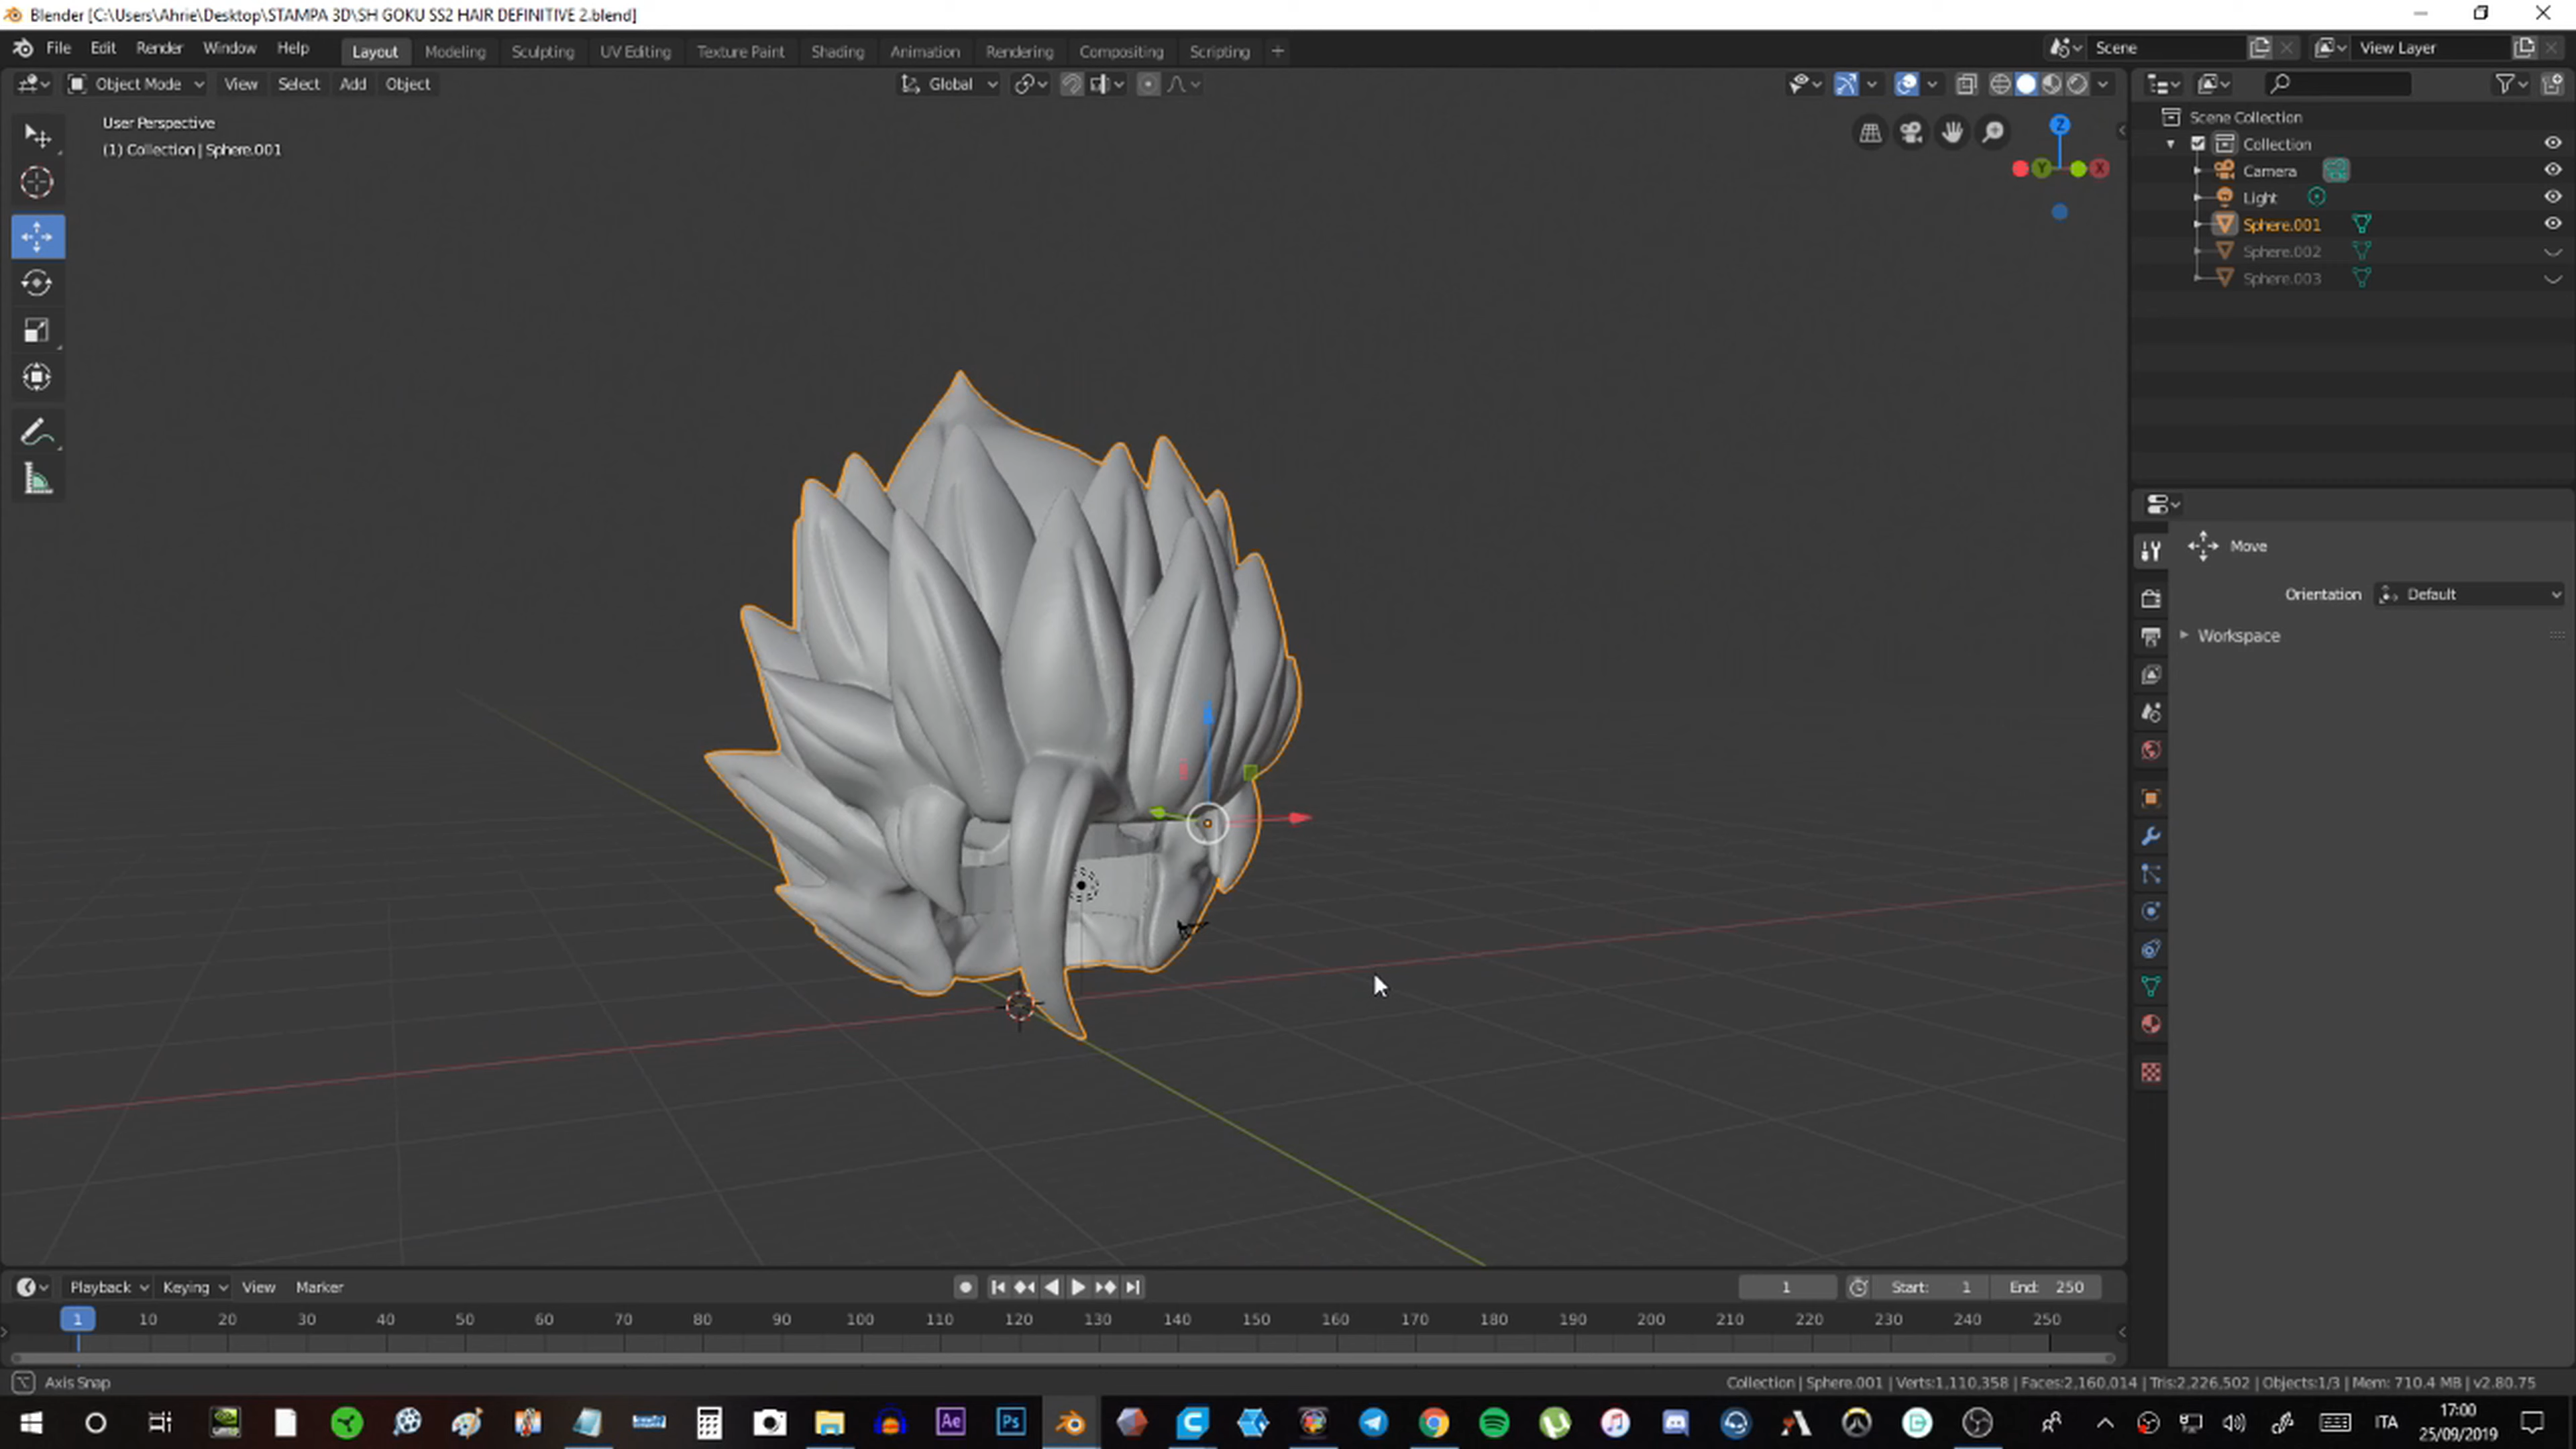 Blender [C:\Users\Ahrie\Desktop\STAMPA 3D\SH GOKU SS2 HAIR DEFINITIVE 2.blend]
File Edit Render Window Help Layout Modeling Sculpting UV Editing Texture Paint Shading Animation Rendering Compositing Scripting + Scene View Layer
Object Mode View Select Add Object Global
User Perspective
(1) Collection | Sphere.001
Z
Y X
Scene Collection
Collection
Camera
Light
Sphere.001
Sphere.002
Sphere.003
Move
Orientation Default
Workspace
Playback Keying View Marker 1 Start: 1 End: 250
1 10 20 30 40 50 60 70 80 90 100 110 120 130 140 150 160 170 180 190 200 210 220 230 240 250
Axis Snap Collection | Sphere.001 | Verts:1,110,358 | Faces:2,160,014 | Tris:2,226,502 | Objects:1/3 | Mem: 710.4 MB | v2.80.75
Ae Ps ITA 17:00
25/09/2019